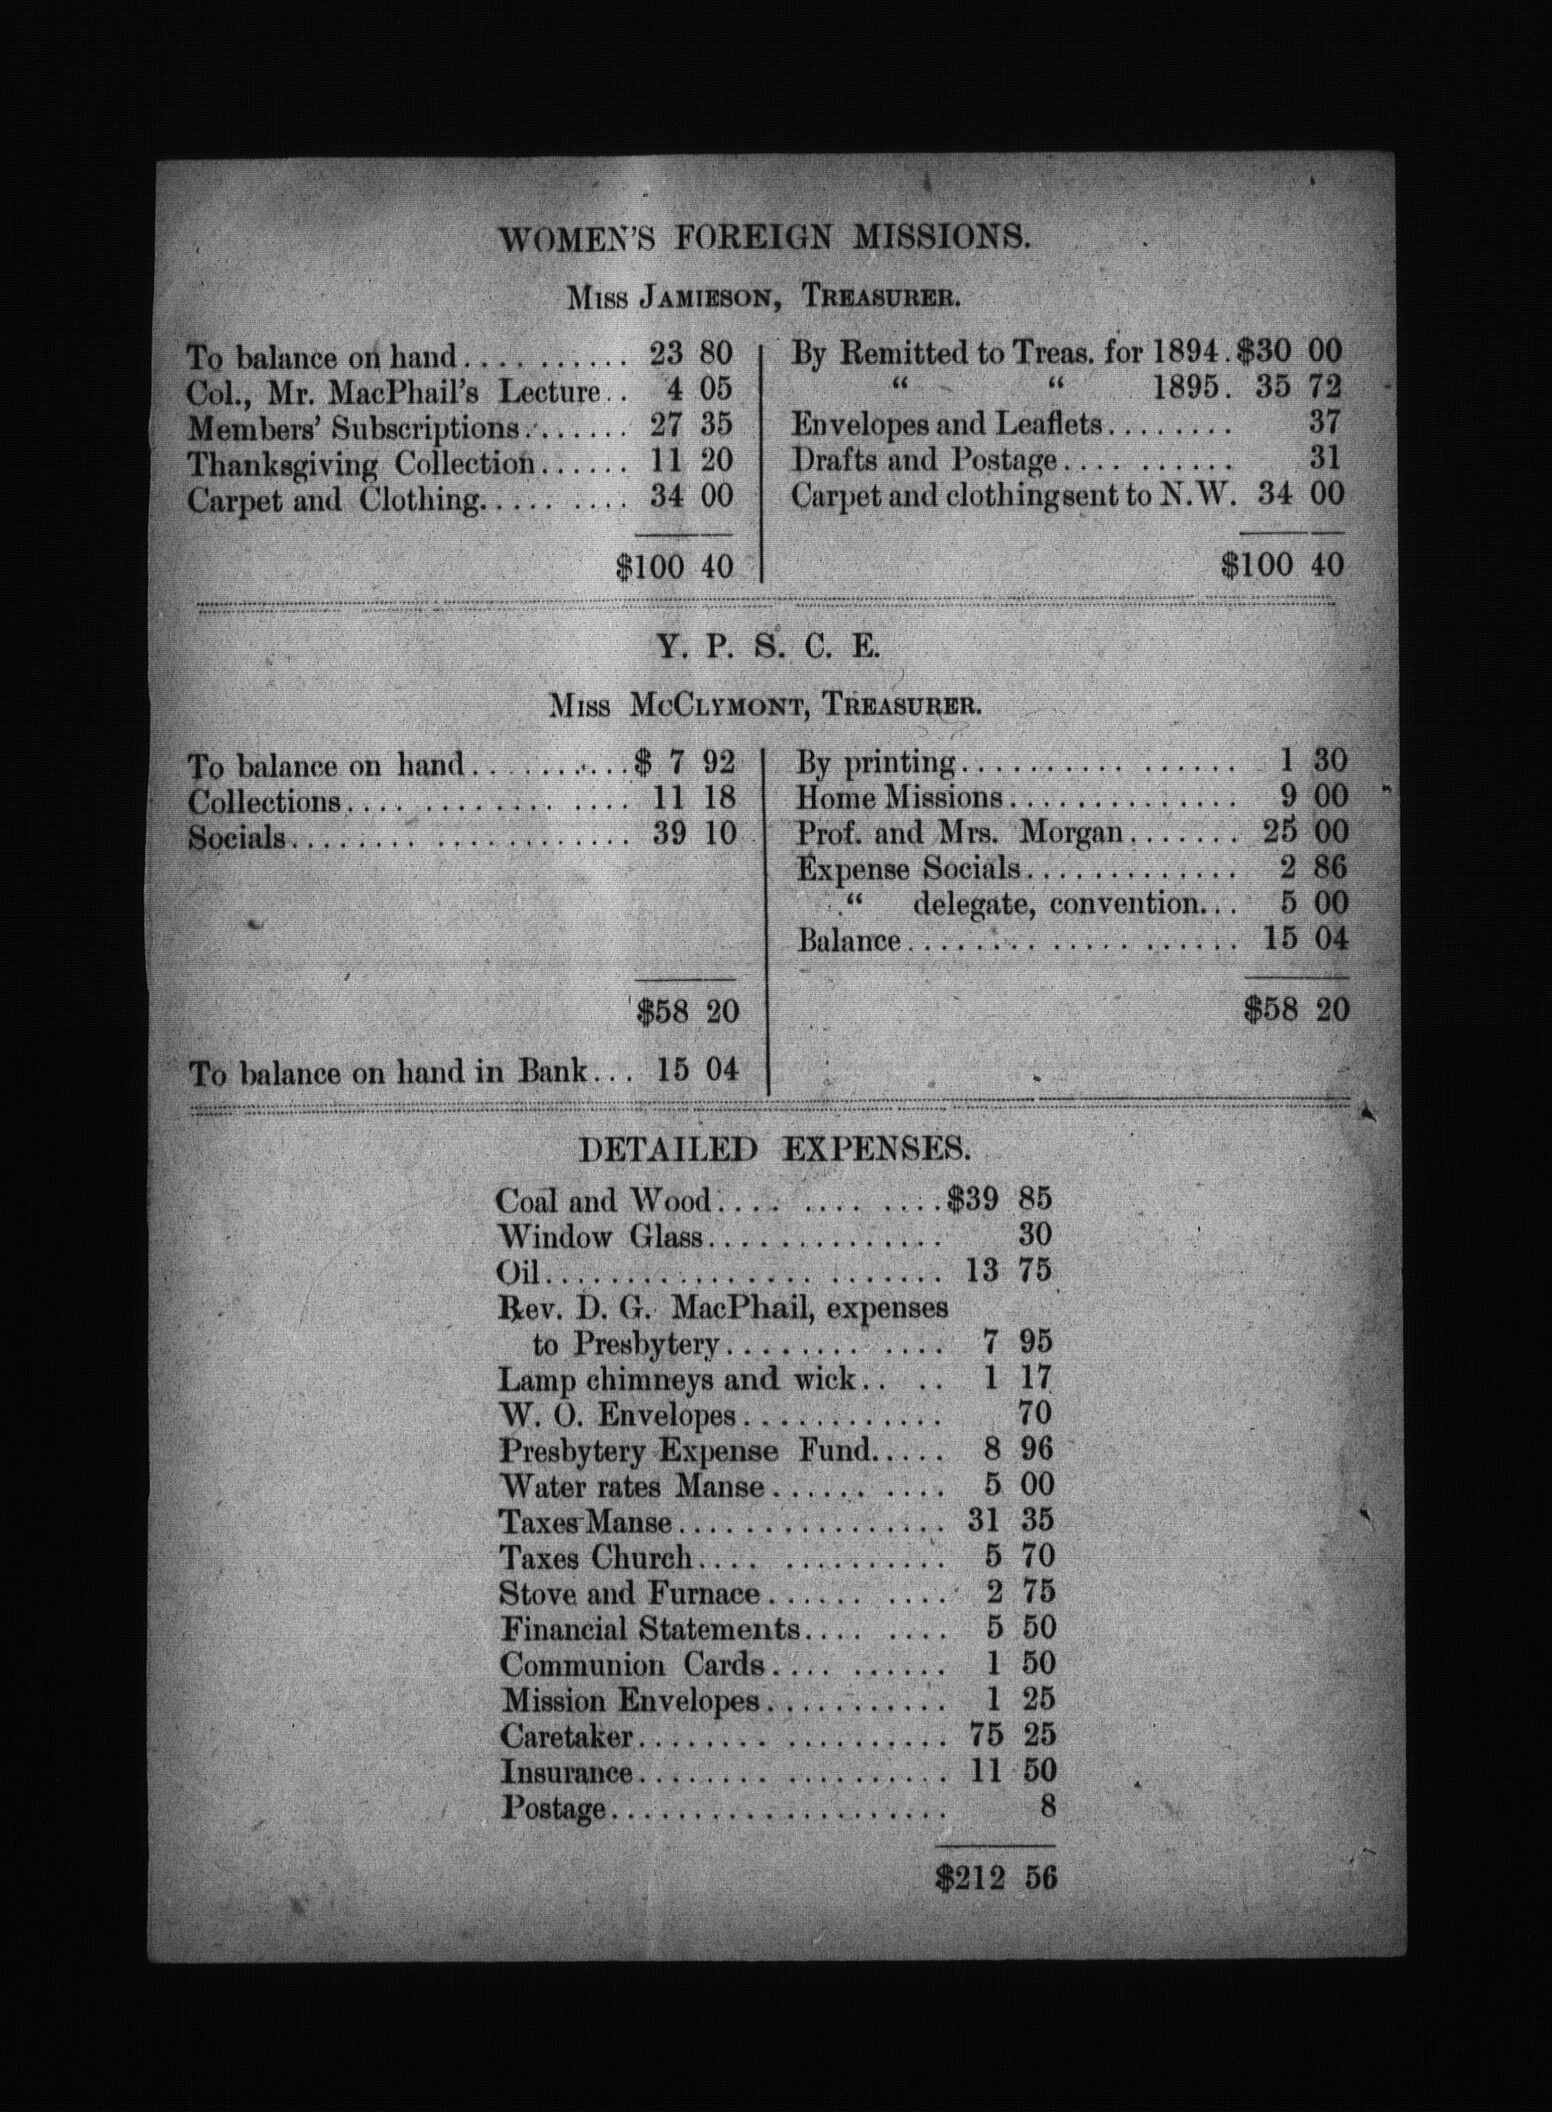 WOMEN'S FOREIGN MISSIONS.
MISS JAMIESON, TREASURER.
To balance on hand.......... 23 80
Col., Mr. MacPhail's Lecture.. 4 05
Members' Subscriptions....... 27 35
Thanksgiving Collection...... 11 20
Carpet and Clothing......... 34 00
$100 40
By Remitted to Treas. for 1894.$30 00
“ “ 1895. 35 72
Envelopes and Leaflets........ 37
Drafts and Postage.......... 31
Carpet and clothing sent to N.W. 34 00
$100 40
Y. P. S. C. E.
MISS MCCLYMONT, TREASURER.
To balance on hand..........$ 7 92
Collections................ 11 18
Socials.................... 39 10
$58 20
To balance on hand in Bank... 15 04
By printing................ 1 30
Home Missions.............. 9 00
Prof. and Mrs. Morgan....... 25 00
Expense Socials............. 2 86
“ delegate, convention... 5 00
Balance.................... 15 04
$58 20
DETAILED EXPENSES.
Coal and Wood............$39 85
Window Glass.............. 30
Oil....................... 13 75
Rev. D. G. MacPhail, expenses
to Presbytery............ 7 95
Lamp chimneys and wick.. .. 1 17
W. O. Envelopes............ 70
Presbytery Expense Fund..... 8 96
Water rates Manse.......... 5 00
Taxes Manse................ 31 35
Taxes Church.............. 5 70
Stove and Furnace.......... 2 75
Financial Statements........ 5 50
Communion Cards.......... 1 50
Mission Envelopes........... 1 25
Caretaker.................. 75 25
Insurance.................. 11 50
Postage.................... 8
$212 56